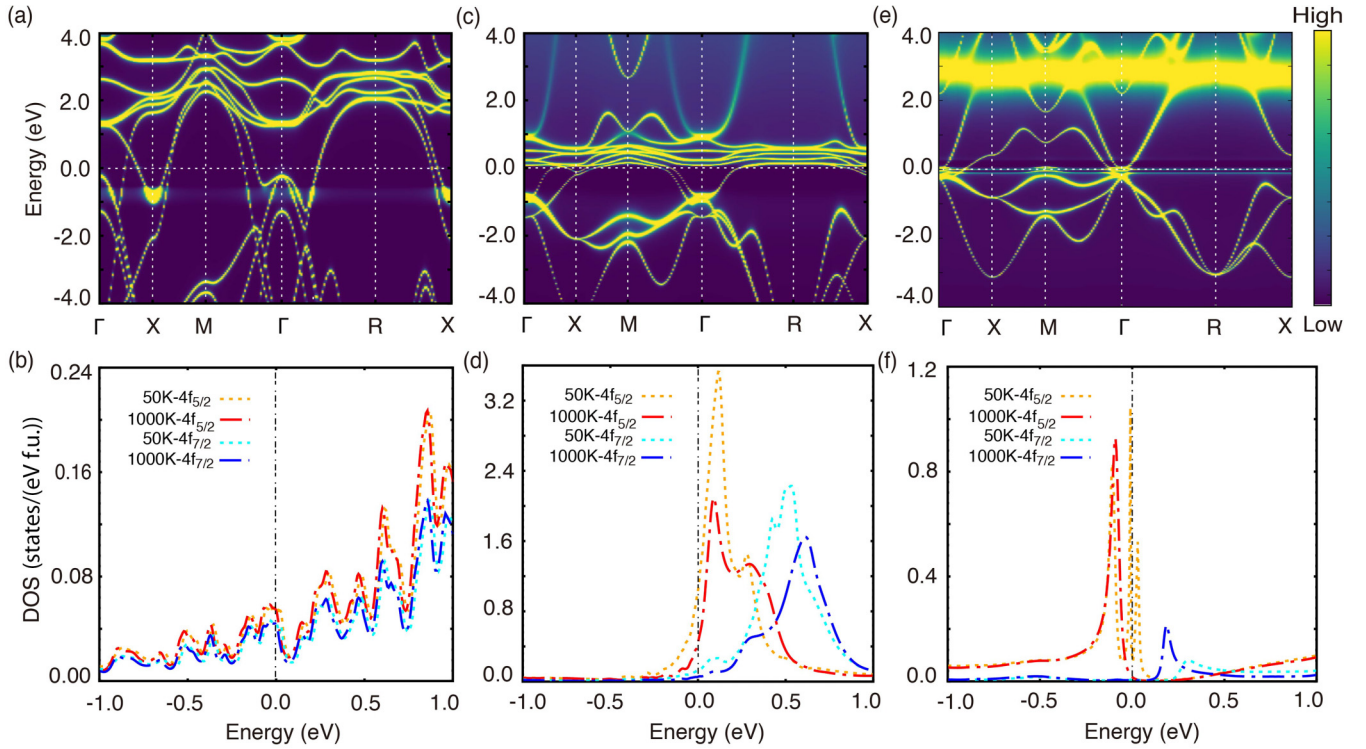 (a)
4.0
2.0
0.0
-2.0
-4.0
Energy (eV)
Γ X M Γ R X
(c)
4.0
2.0
0.0
-2.0
-4.0
Γ X M Γ R X
(e)
4.0
2.0
0.0
-2.0
-4.0
Γ X M Γ R X
High
Low
(b)
0.24
0.16
0.08
0.00
DOS (states/(eV f.u.))
50K-4f5/2
1000K-4f5/2
50K-4f7/2
1000K-4f7/2
-1.0 -0.5 0.0 0.5 1.0
Energy (eV)
(d)
3.2
2.4
1.6
0.8
0.0
50K-4f5/2
1000K-4f5/2
50K-4f7/2
1000K-4f7/2
-1.0 -0.5 0.0 0.5 1.0
Energy (eV)
(f)
1.2
0.8
0.4
0.0
50K-4f5/2
1000K-4f5/2
50K-4f7/2
1000K-4f7/2
-1.0 -0.5 0.0 0.5 1.0
Energy (eV)